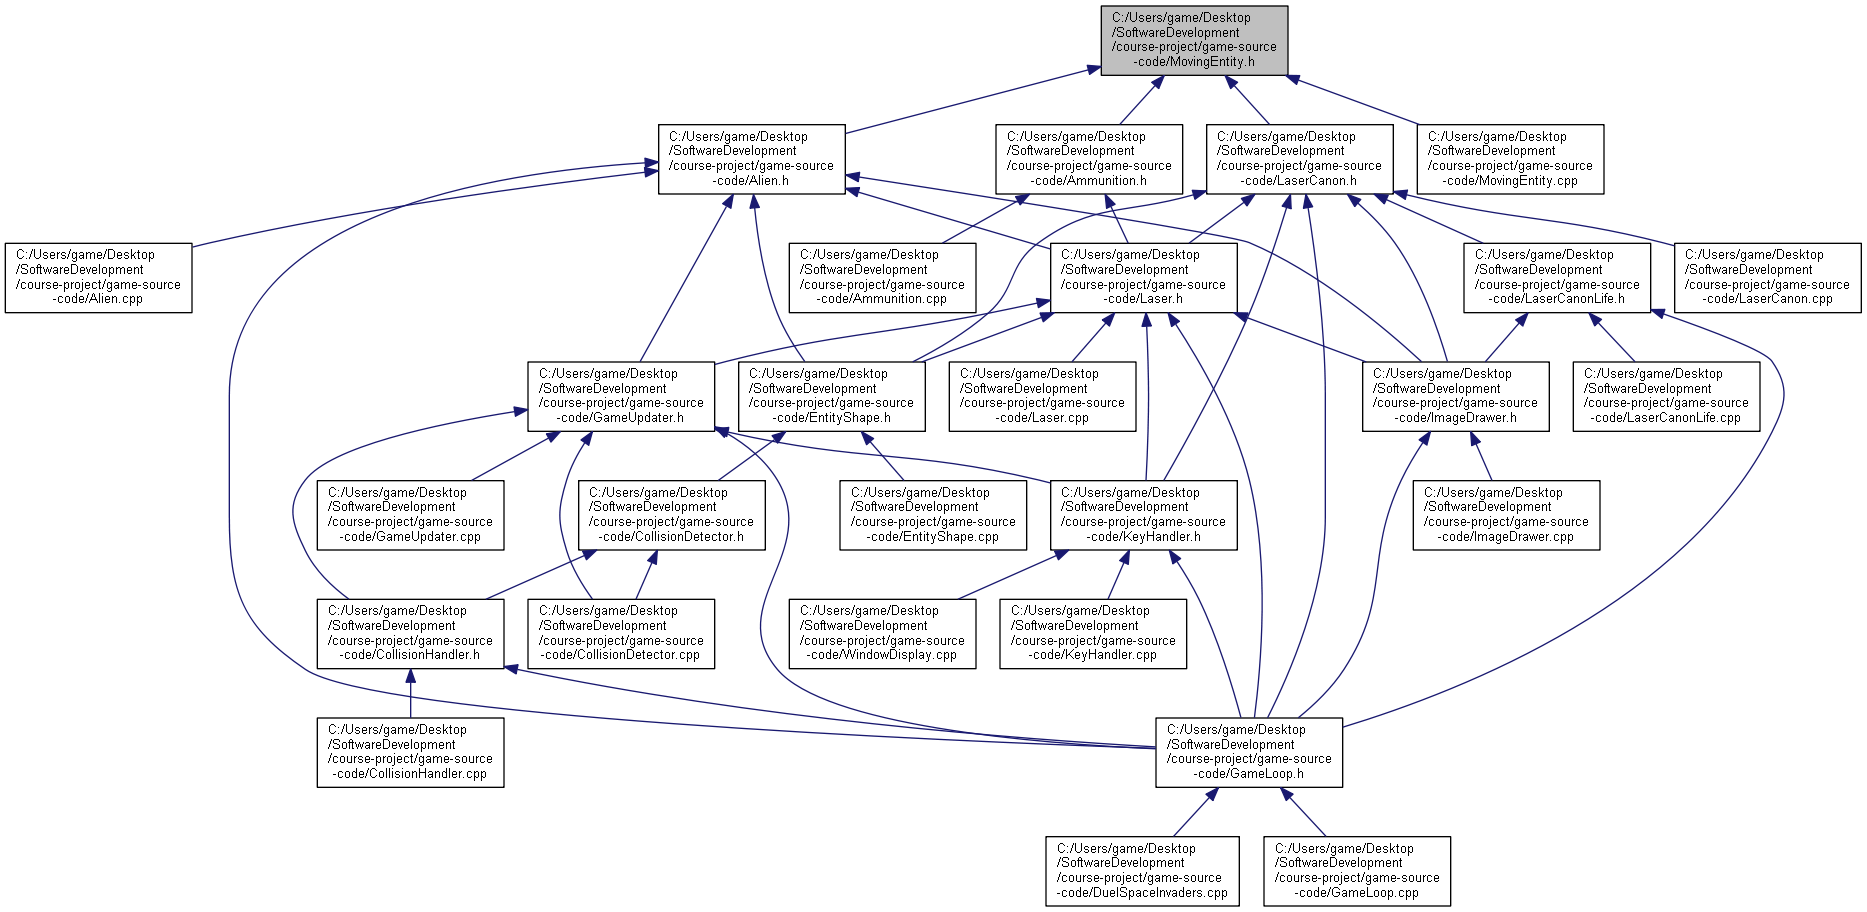 C:/Users/game/Desktop
/SoftwareDevelopment
/course-project/game-source
-code/MovingEntity.h
C:/Users/game/Desktop
/SoftwareDevelopment
/course-project/game-source
-code/Alien.h
C:/Users/game/Desktop
/SoftwareDevelopment
/course-project/game-source
-code/Ammunition.h
C:/Users/game/Desktop
/SoftwareDevelopment
/course-project/game-source
-code/LaserCanon.h
C:/Users/game/Desktop
/SoftwareDevelopment
/course-project/game-source
-code/MovingEntity.cpp
C:/Users/game/Desktop
/SoftwareDevelopment
/course-project/game-source
-code/Alien.cpp
C:/Users/game/Desktop
/SoftwareDevelopment
/course-project/game-source
-code/Ammunition.cpp
C:/Users/game/Desktop
/SoftwareDevelopment
/course-project/game-source
-code/Laser.h
C:/Users/game/Desktop
/SoftwareDevelopment
/course-project/game-source
-code/LaserCanonLife.h
C:/Users/game/Desktop
/SoftwareDevelopment
/course-project/game-source
-code/LaserCanon.cpp
C:/Users/game/Desktop
/SoftwareDevelopment
/course-project/game-source
-code/GameUpdater.h
C:/Users/game/Desktop
/SoftwareDevelopment
/course-project/game-source
-code/EntityShape.h
C:/Users/game/Desktop
/SoftwareDevelopment
/course-project/game-source
-code/Laser.cpp
C:/Users/game/Desktop
/SoftwareDevelopment
/course-project/game-source
-code/ImageDrawer.h
C:/Users/game/Desktop
/SoftwareDevelopment
/course-project/game-source
-code/LaserCanonLife.cpp
C:/Users/game/Desktop
/SoftwareDevelopment
/course-project/game-source
-code/GameUpdater.cpp
C:/Users/game/Desktop
/SoftwareDevelopment
/course-project/game-source
-code/CollisionDetector.h
C:/Users/game/Desktop
/SoftwareDevelopment
/course-project/game-source
-code/EntityShape.cpp
C:/Users/game/Desktop
/SoftwareDevelopment
/course-project/game-source
-code/KeyHandler.h
C:/Users/game/Desktop
/SoftwareDevelopment
/course-project/game-source
-code/ImageDrawer.cpp
C:/Users/game/Desktop
/SoftwareDevelopment
/course-project/game-source
-code/CollisionHandler.h
C:/Users/game/Desktop
/SoftwareDevelopment
/course-project/game-source
-code/CollisionDetector.cpp
C:/Users/game/Desktop
/SoftwareDevelopment
/course-project/game-source
-code/WindowDisplay.cpp
C:/Users/game/Desktop
/SoftwareDevelopment
/course-project/game-source
-code/KeyHandler.cpp
C:/Users/game/Desktop
/SoftwareDevelopment
/course-project/game-source
-code/CollisionHandler.cpp
C:/Users/game/Desktop
/SoftwareDevelopment
/course-project/game-source
-code/GameLoop.h
C:/Users/game/Desktop
/SoftwareDevelopment
/course-project/game-source
-code/DuelSpaceInvaders.cpp
C:/Users/game/Desktop
/SoftwareDevelopment
/course-project/game-source
-code/GameLoop.cpp